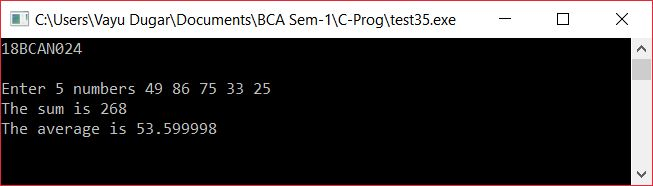 C:\Users\Vayu Dugar\Documents\BCA Sem-1\C-Prog\test35.exe
18BCAN024
Enter 5 numbers 49 86 75 33 25
The sum is 268
The average is 53.599998